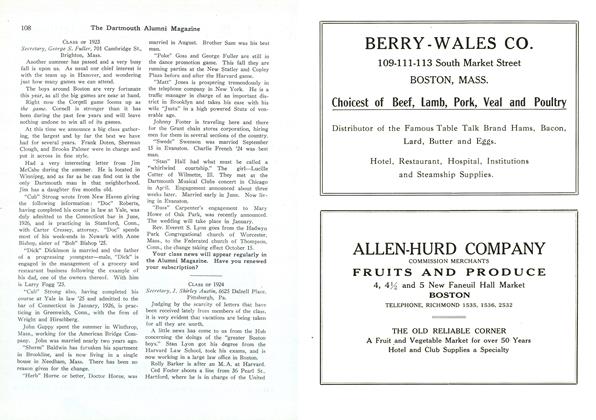 108 The Dartmouth Alumni Magazine
CLASS OF 1923
Secretary, George S. Fuller, 701 Cambridge St.,
Brighton, Mass.
Another summer has passed and a very busy
fall is upon us. As usual our chief interest is
with the team up in Hanover, and wondering
just how many games we can attend.
The boys around Boston are very fortunate
this year, as all the big games are near at hand.
Right now the Cornell game looms up as
the game. Cornell is stronger than it has
been during the past few years and will leave
nothing undone to win all of its games.
At this time we announce a big class gather-
ing, the largest and by far the best we have
had for several years. Frank Doten, Sherman
Clough, and Brooks Palmer were in charge and
put it across in fine style.
Had a very interesting letter from Jim
McCabe during the summer. He is located in
Winnipeg, and as far as he can find out is the
only Dartmouth man in that neighborhood.
Jim has a daughter five months old.
"Cub" Strong wrote from New Haven giving
the following information: "Doc" Roberts,
having completed his course in law at Yale, was
duly admitted to the Connecticut bar in June,
1926, and is practicing in Stamford, Conn.,
with Carter Cressey, attorney. "Doc" spends
most of his week-ends in Newark with Anne
Bishop, sister of "Bob" Bishop '25.
"Dick" Dickinson is married and the father
of a progressing youngster—male, "Dick" is
engaged in the management of a grocery and
restaurant business following the example of
his dad, one of the owners thereof. With him
is Larry Fogg '23.
"Cub" Strong also, having completed his
course at Yale in law '25 and admitted to the
bar of Connecticut in January, 1926, is prac-
ticing in Greenwich, Conn., with the firm of
Wright and Hirschberg.
John Guppy spent the summer in Winthrop,
Mass., working for the American Bridge Com-
pany. John was married nearly two years ago.
"Sherm" Baldwin has forsaken his apartment
in Brookline, and is now living in a single
house in Needham, Mass. There has been no
reason given for the change.
"Herb" Horne or better, Doctor Horne, was
married in August. Brother Sam was his best
man.
"Poke" Goss and George Fuller are still in
the dance promotion game. This fall they are
running parties at the New Statler and Copley
Plaza before and after the Harvard game.
"Matt" Jones is prospering tremendously in
the telephone company in New York. He is a
traffic manager in charge of an important dis-
trict in Brooklyn and takes his ease with his
wife "Justa" in a high powered Stutz of ven-
erable age.
Johnny Foster is traveling here and there
for the Grant chain stores corporation, hiring
men for them in several sections of the country.
"Swede" Swenson was married September
15 in Evanston. Charlie French '24 was best
man.
"Stan" Hall had what must be called a
"whirlwind courtship." The girl—Lucille
Cutter of Wilmette, Ill. They met at the
Dartmouth Musical Clubs concert in Chicago
in April. Engagement announced about three
weeks later. Married early in June. Now liv-
ing in Evanston.
"Buss" Carpenter's engagement to Mary
Howe of Oak Park, was recently announced.
The wedding will take place in January.
Rev. Everett S. Lyon goes from the Hadwyn
Park Congregational church of Worcester,
Mass., to the Federated church of Thompson,
Conn., the change taking effect October 15.
Your class news will appear regularly in
the Alumni Magazine. Have you renewed
your subscription?
CLASS OF 1924
Secretary, J. Shirley Austin, 6625 Dalzell Place,
Pittsburgh, Pa.
Judging by the scarcity of letters that have
been received lately from members of the class,
it is very evident that vacations are being taken
for all they are worth.
A little news has come to us from the Hub
concerning the doings of the "greater Boston
boys." Stan Lyon got his degree from the
Harvard Law School, took his exams, and is
now working in a large law office in Boston.
Rolly Barker is after an M.A. at Harvard.
Ced Foster shoots a line from 36 Pearl St.,
Hartford, where he is in charge of the United
BERRY-WALES CO.
109-111-113 South Market Street
BOSTON, MASS.
Choicest of Beef, Lamb, Pork, Veal and Poultry
Distributor of the Famous Table Talk Brand Hams, Bacon,
Lard, Butter and Eggs.
Hotel, Restaurant, Hospital, Institutions
and Steamship Supplies.
ALLEN-HURD COMPANY
COMMISSION MERCHANTS
FRUITS AND PRODUCE
4, 4½ and 5 New Faneuil Hall Market
BOSTON
TELEPHONE, RICHMOND 1535, 1536, 2532
THE OLD RELIABLE CORNER
A Fruit and Vegetable Market for over 50 Years
Hotel and Club Supplies a Specialty